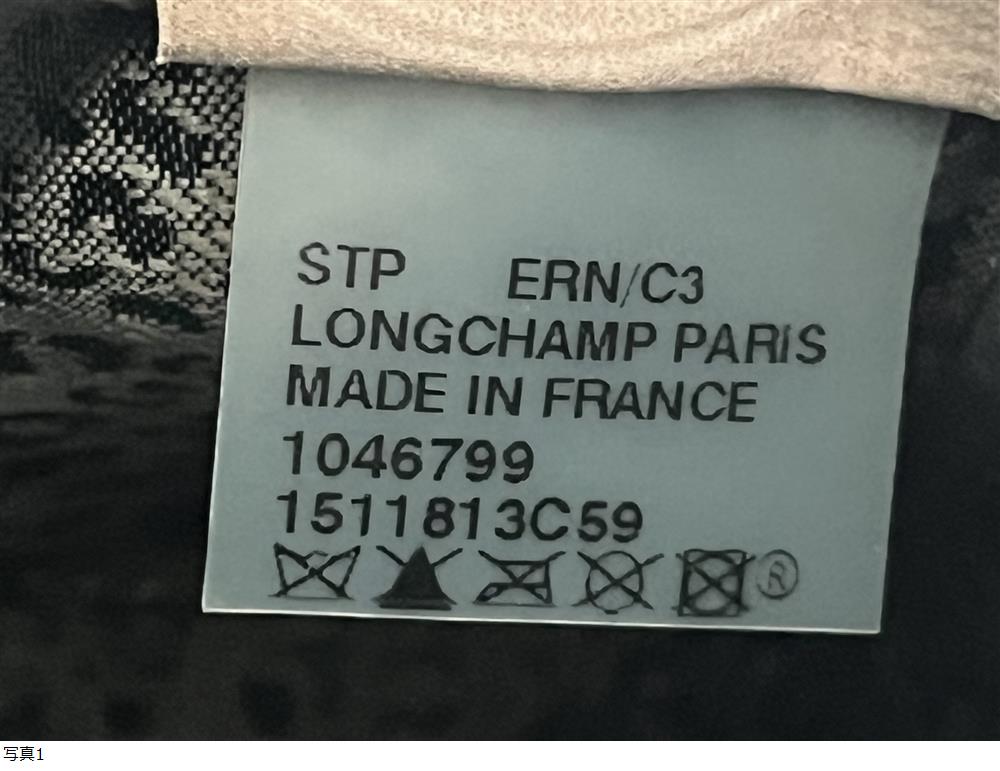 STP ERN/C3
LONGCHAMP PARIS
MADE IN FRANCE
1046799
1511813C59
®
写真1